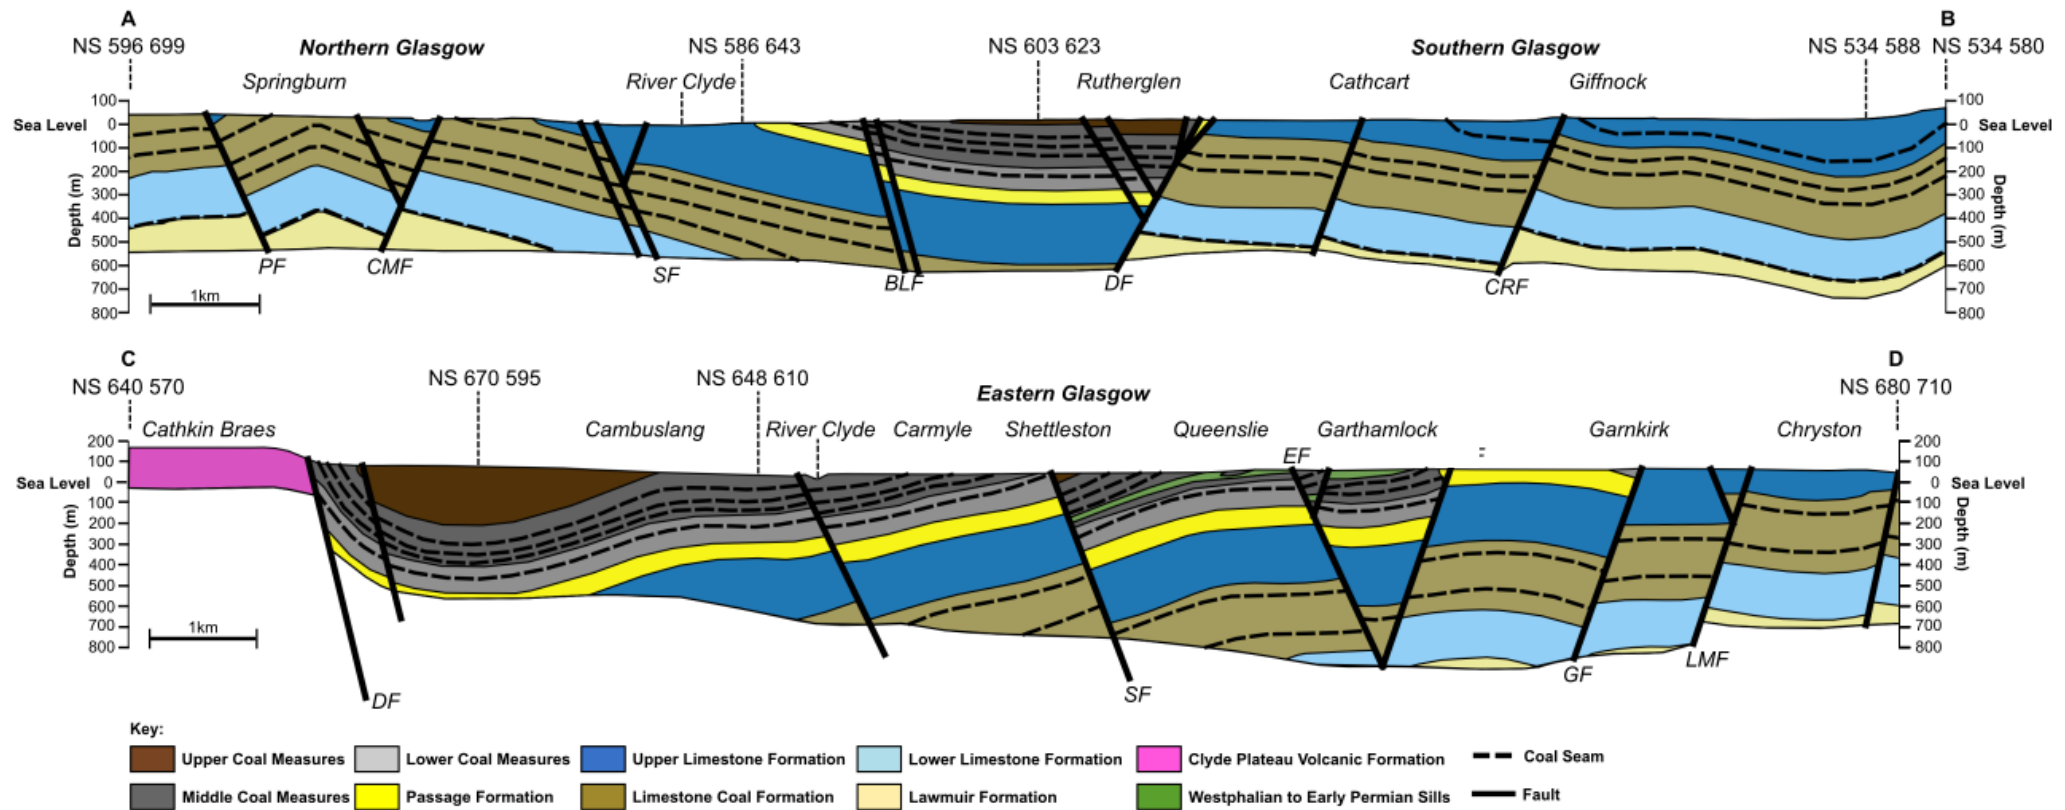 A B
NS 596 699 Northern Glasgow NS 586 643 NS 603 623 Southern Glasgow NS 534 588 NS 534 580
Springburn River Clyde Rutherglen Cathcart Giffnock
100 100
Sea Level 0 0 Sea Level
100 100
200 200
300 300
400 400
500 500
600 600
700 700
800 800
Depth (m) Depth (m)
PF CMF SF BLF DF CRF
1km
C D
NS 640 570 NS 670 595 NS 648 610 Eastern Glasgow NS 680 710
Cathkin Braes Cambuslang River Clyde Carmyle Shettleston Queenslie Garthamlock Garnkirk Chryston
EF
200 200
100 100
Sea Level 0 0 Sea Level
100 100
200 200
300 300
400 400
500 500
600 600
700 700
800 800
Depth (m) Depth (m)
1km
DF SF GF LMF
Key:
Upper Coal Measures Lower Coal Measures Upper Limestone Formation Lower Limestone Formation Clyde Plateau Volcanic Formation Coal Seam
Middle Coal Measures Passage Formation Limestone Coal Formation Lawmuir Formation Westphalian to Early Permian Sills Fault